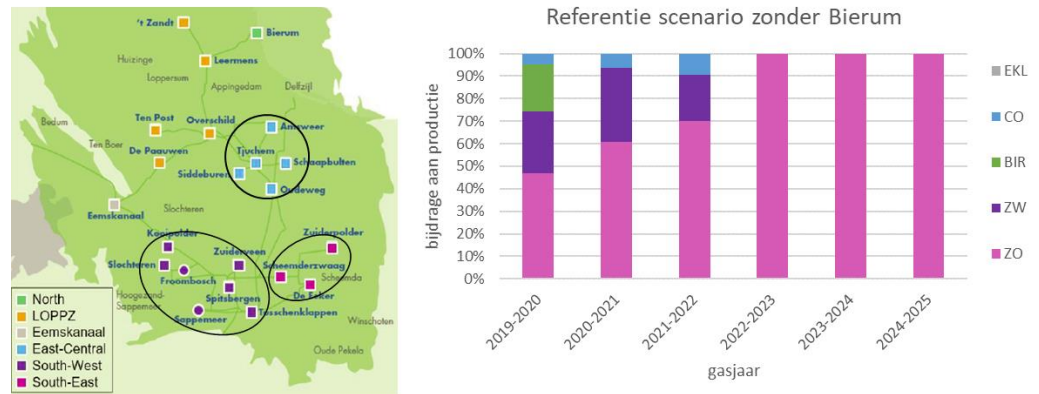 't Zandt
Bierum
Huizinge
Leermens
Loppersum
Appingedam
Delfzijl
Ten Post
Overschild
Amsweer
Bedum
Ten Boer
De Paauwen
Tjuchem
Schaapbulten
Siddeburen
Oudeweg
Eemskanaal
Slochteren
Kooipolder
Zuiderpolder
Zuiderveen
Slochteren
Scheemderzwaag
Froombosch
Scheemda
Spitsbergen
De Eeker
Hoogezand-
Sappemeer
Sappemeer
Tusschenklappen
Winschoten
Oude Pekela
North
LOPPZ
Eemskanaal
East-Central
South-West
South-East
Referentie scenario zonder Bierum
bijdrage aan productie
100%
90%
80%
70%
60%
50%
40%
30%
20%
10%
0%
2019-2020
2020-2021
2021-2022
2022-2023
2023-2024
2024-2025
gasjaar
EKL
CO
BIR
ZW
ZO